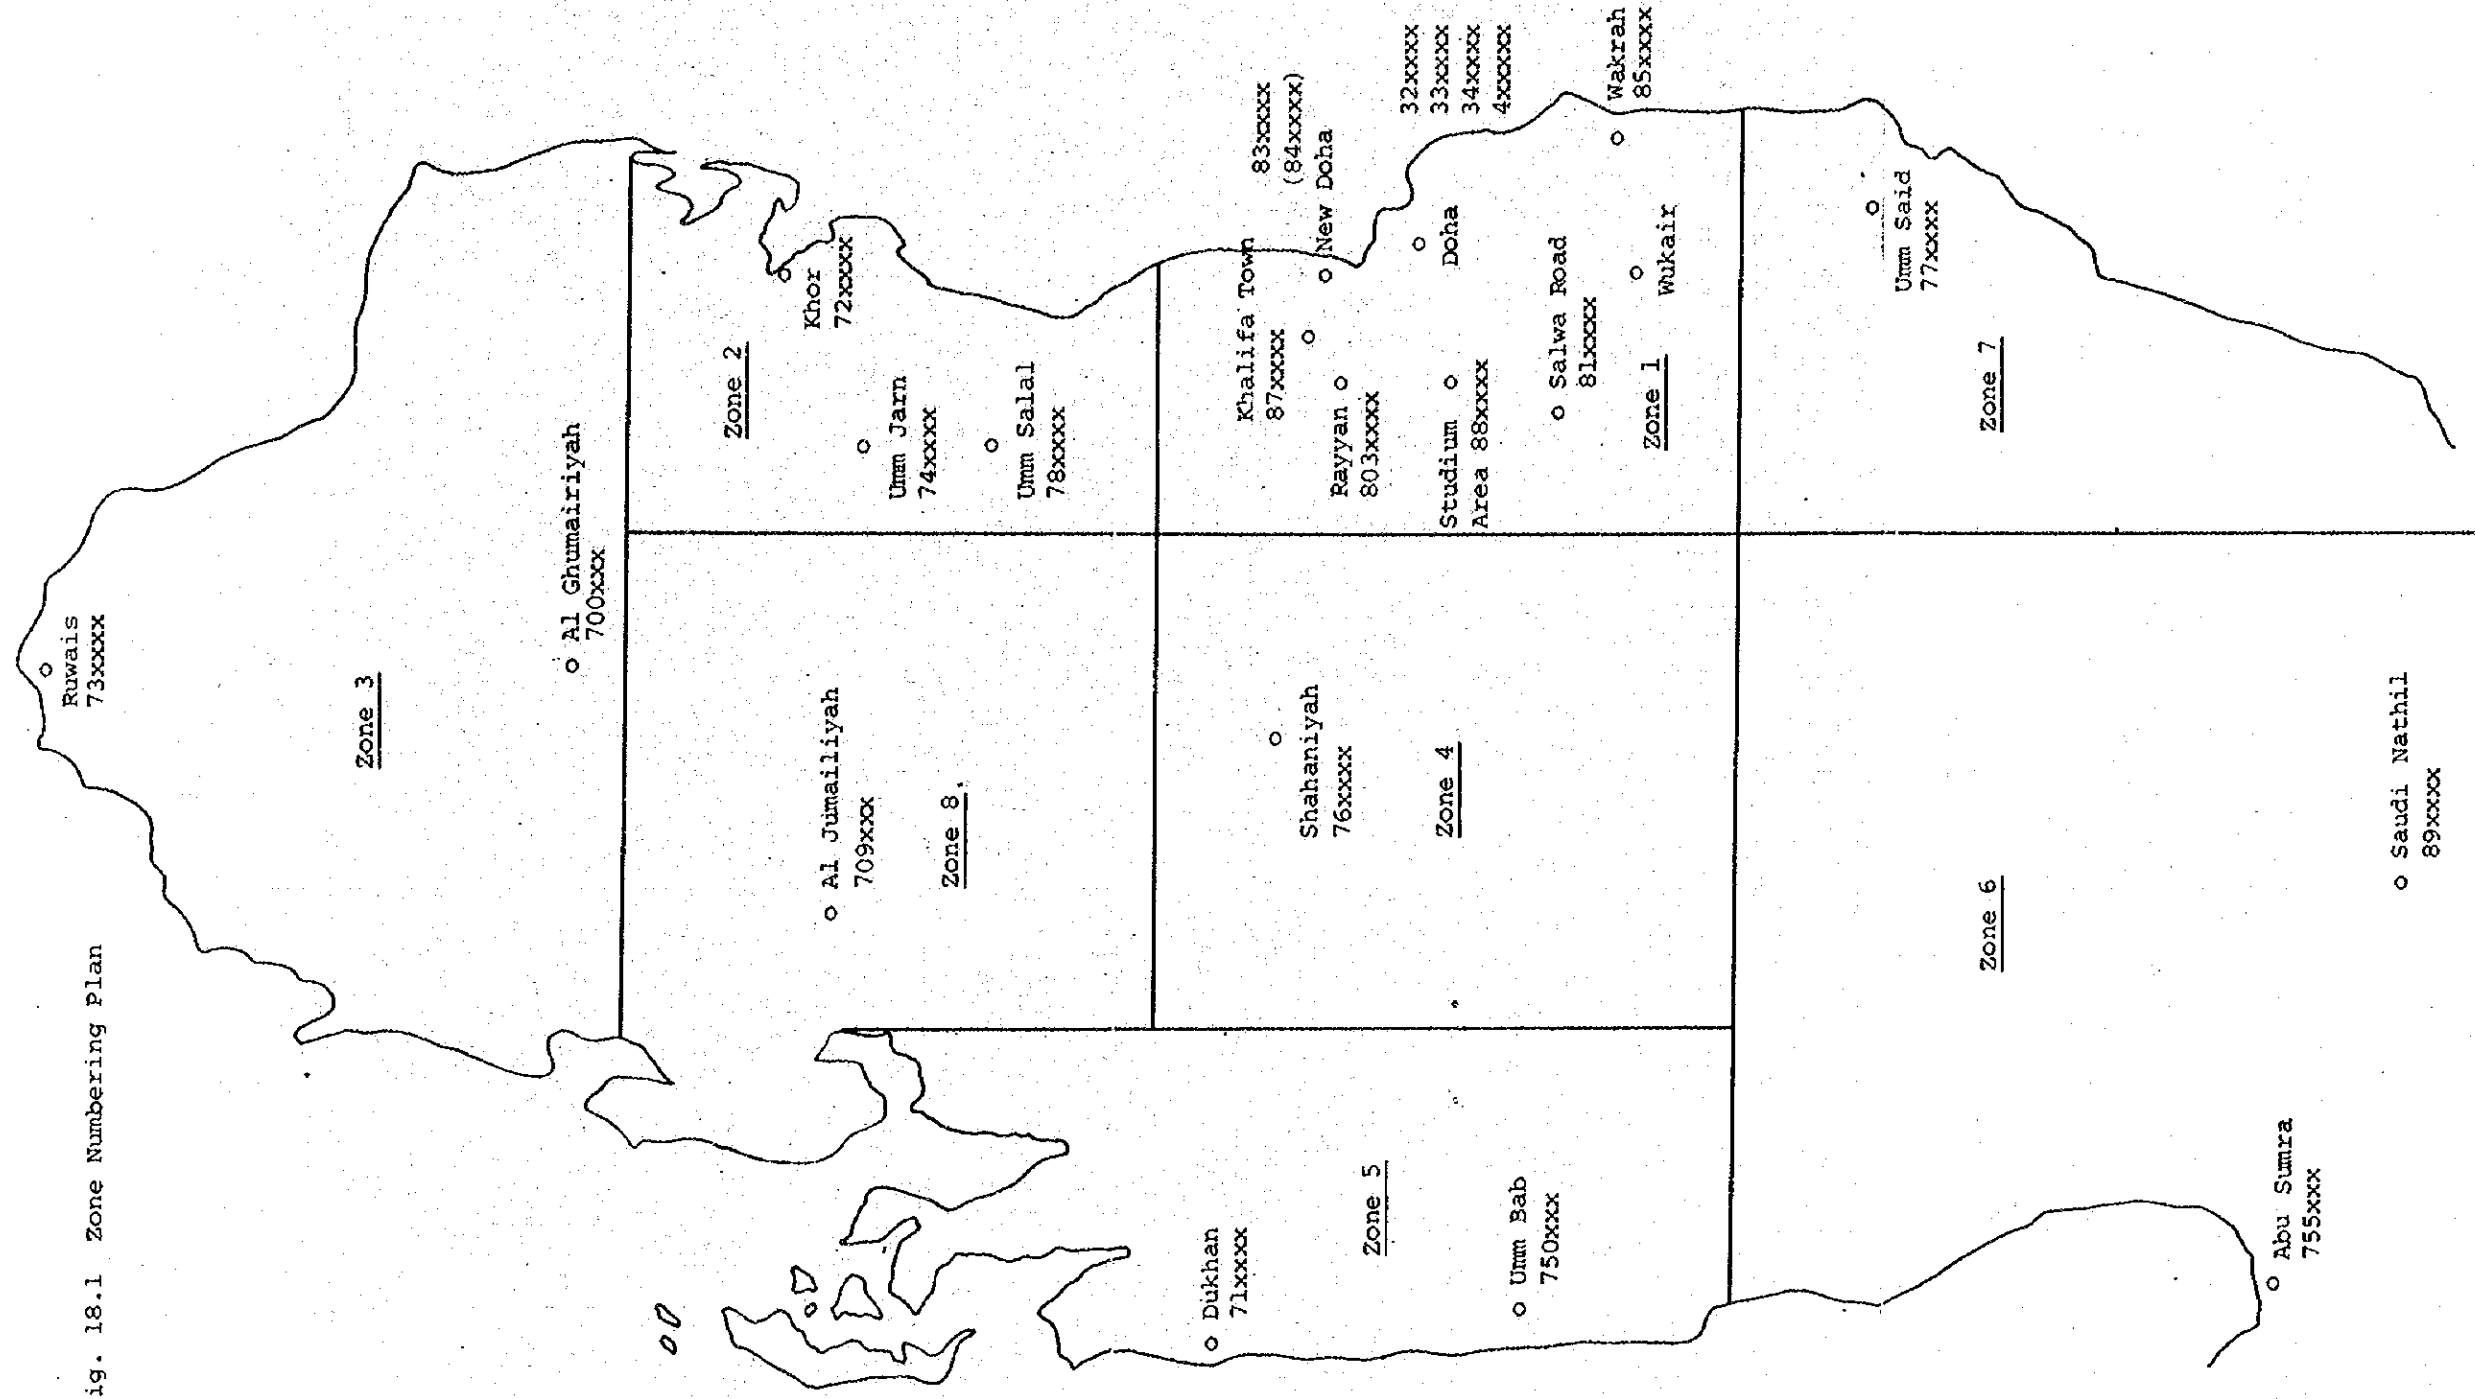 ig. 18.1 Zone Numbering Plan
Ruwais
73xxxx
Zone 3
Al Ghumairiyah
700xxx
Zone 2
Khor
72xxxx
Umm Jarn
74xxxx
Umm Salal
78xxxx
Al Jumailiyah
709xxx
Zone 8
Khalifa Town
87xxxx
83xxxx
(84xxxx)
New Doha
Rayyan
803xxxx
32xxxx
33xxxx
34xxxx
4xxxxxx
Doha
Studium
Area 88xxxx
Salwa Road
81xxxx
Wakrah
85xxxx
Wukair
Zone 1
Shahaniyah
76xxxx
Zone 4
Dukhan
71xxxx
Zone 5
Umm Bab
750xxx
Umm Said
77xxxx
Zone 7
Zone 6
Abu Sumra
755xxx
Saudi Nathil
89xxxx